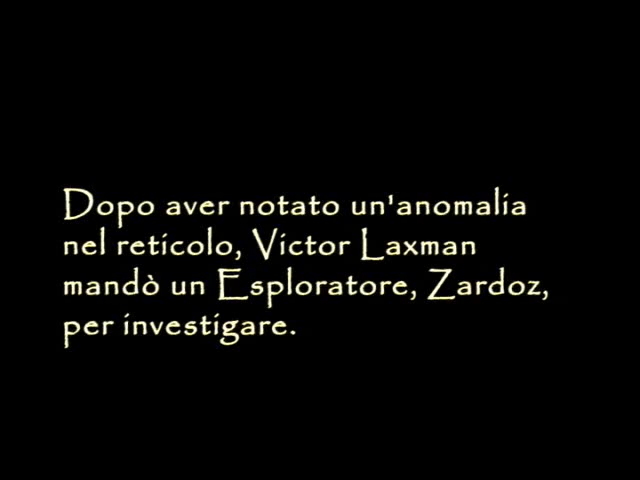 Dopo aver notato un'anomalia
nel reticolo, Victor Laxman
mandò un Esploratore, Zardoz,
per investigare.